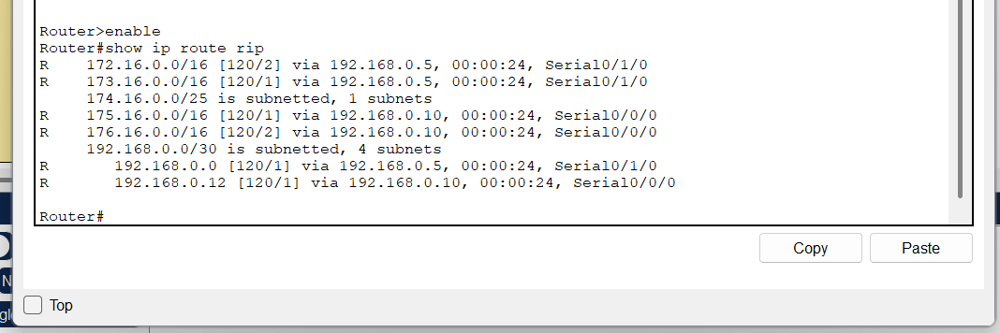 Router>enable
Router#show ip route rip
R    172.16.0.0/16 [120/2] via 192.168.0.5, 00:00:24, Serial0/1/0
R    173.16.0.0/16 [120/1] via 192.168.0.5, 00:00:24, Serial0/1/0
     174.16.0.0/25 is subnetted, 1 subnets
R    175.16.0.0/16 [120/1] via 192.168.0.10, 00:00:24, Serial0/0/0
R    176.16.0.0/16 [120/2] via 192.168.0.10, 00:00:24, Serial0/0/0
     192.168.0.0/30 is subnetted, 4 subnets
R       192.168.0.0 [120/1] via 192.168.0.5, 00:00:24, Serial0/1/0
R       192.168.0.12 [120/1] via 192.168.0.10, 00:00:24, Serial0/0/0
Router#
Copy Paste
Top